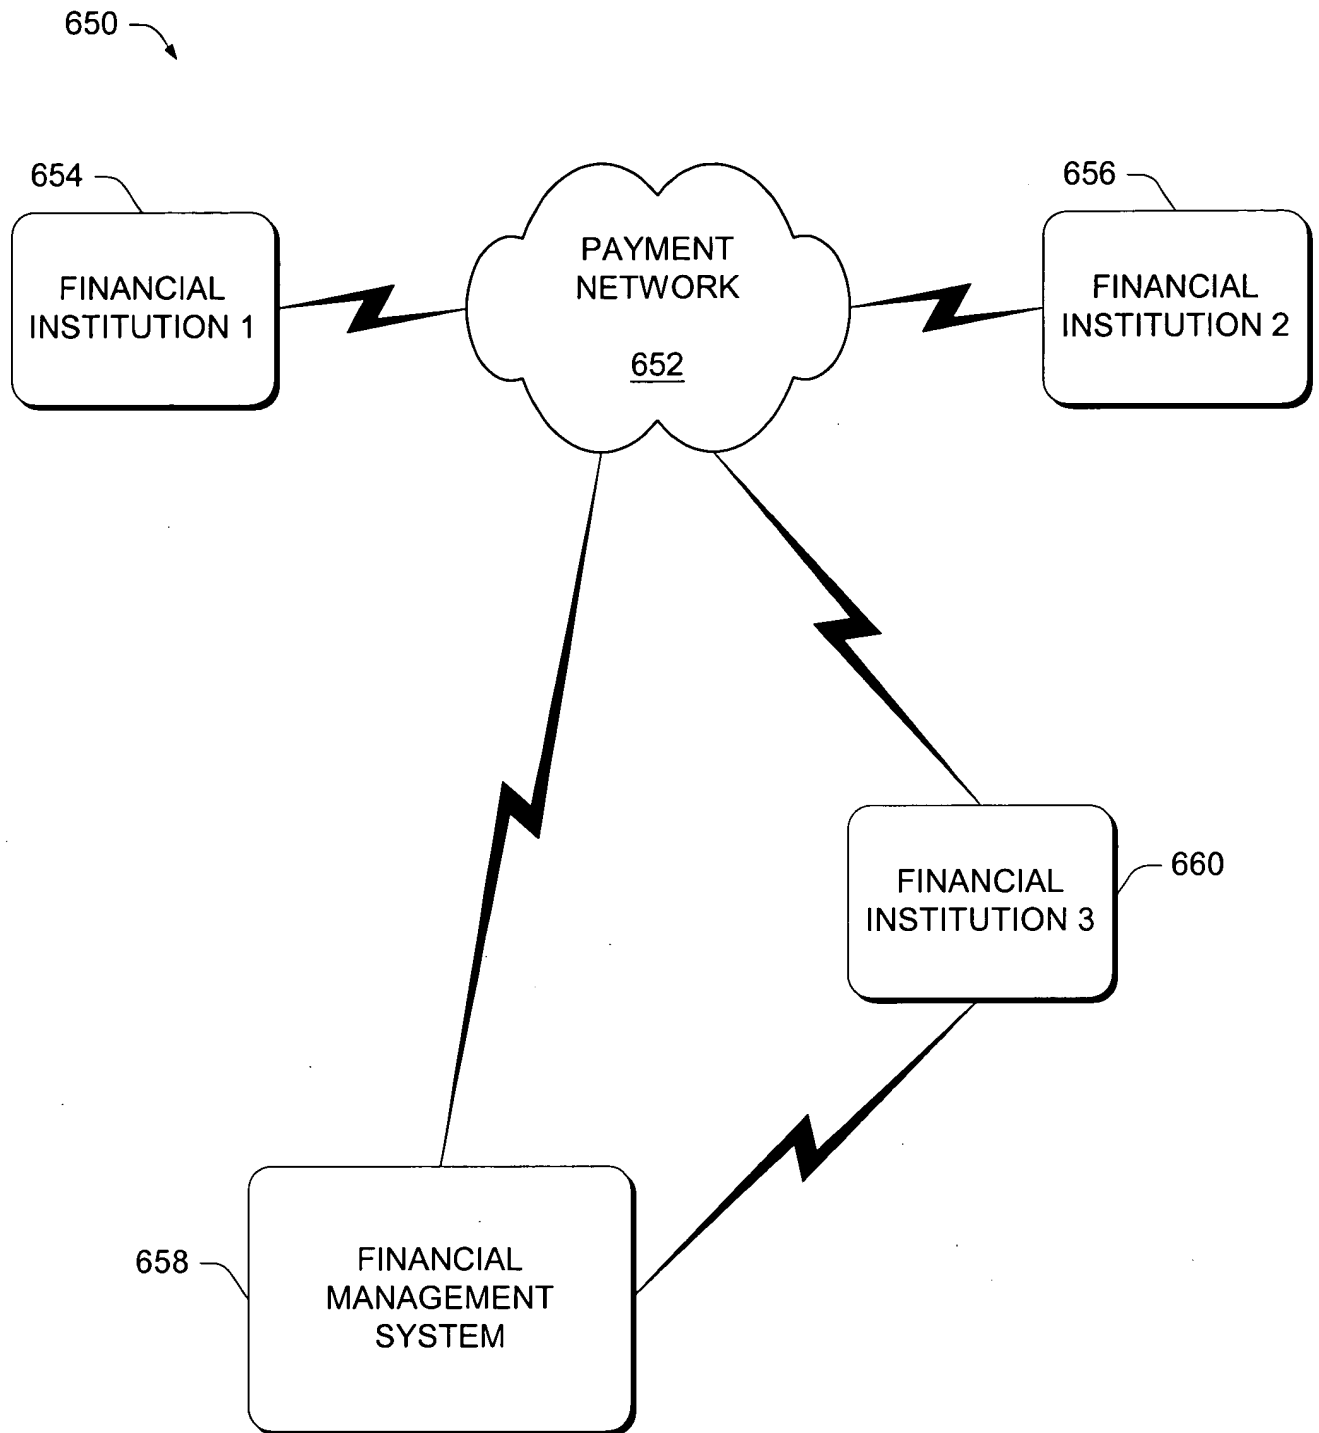 650
654
656
PAYMENT
NETWORK
652
FINANCIAL
INSTITUTION 1
FINANCIAL
INSTITUTION 2
FINANCIAL
INSTITUTION 3
660
658
FINANCIAL
MANAGEMENT
SYSTEM